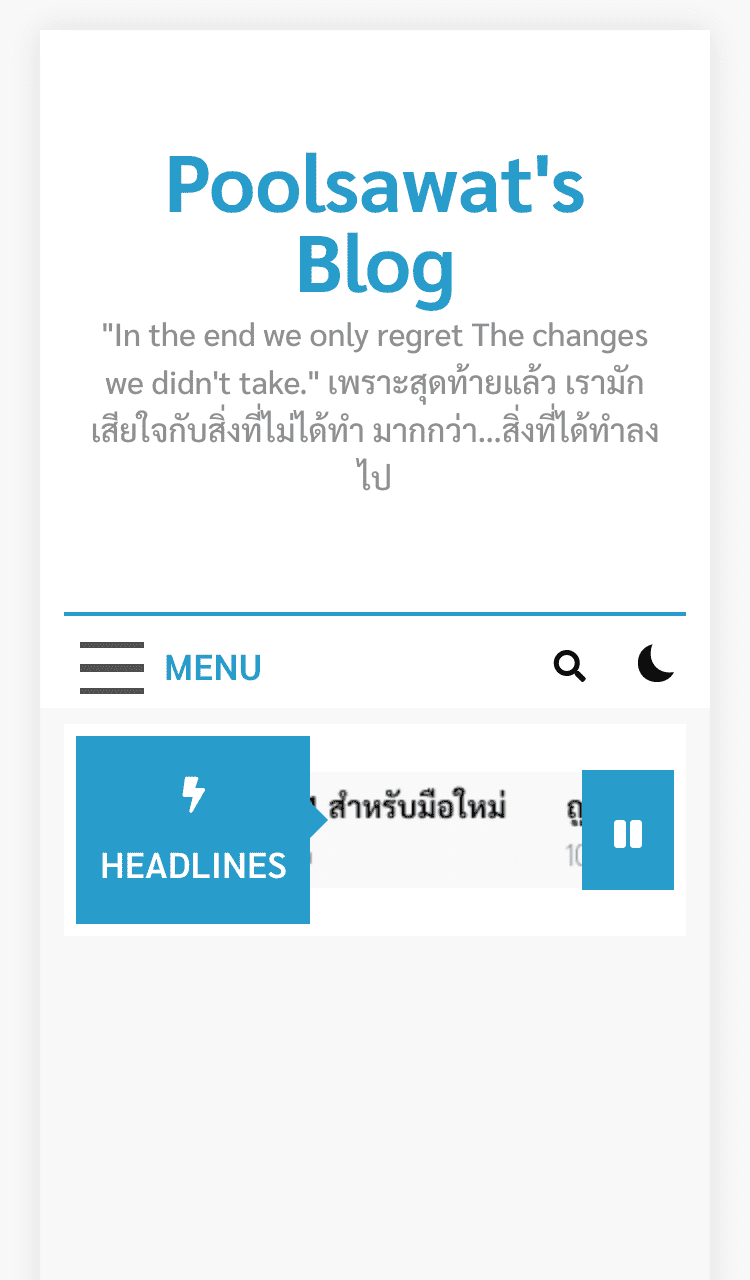 Poolsawat's
Blog
"In the end we only regret The changes
we didn't take." เพราะสุดท้ายแล้ว เรามัก
เสียใจกับสิ่งที่ไม่ได้ทำ มากกว่า...สิ่งที่ได้ทำลง
ไป
MENU
HEADLINES
สำหรับมือใหม่